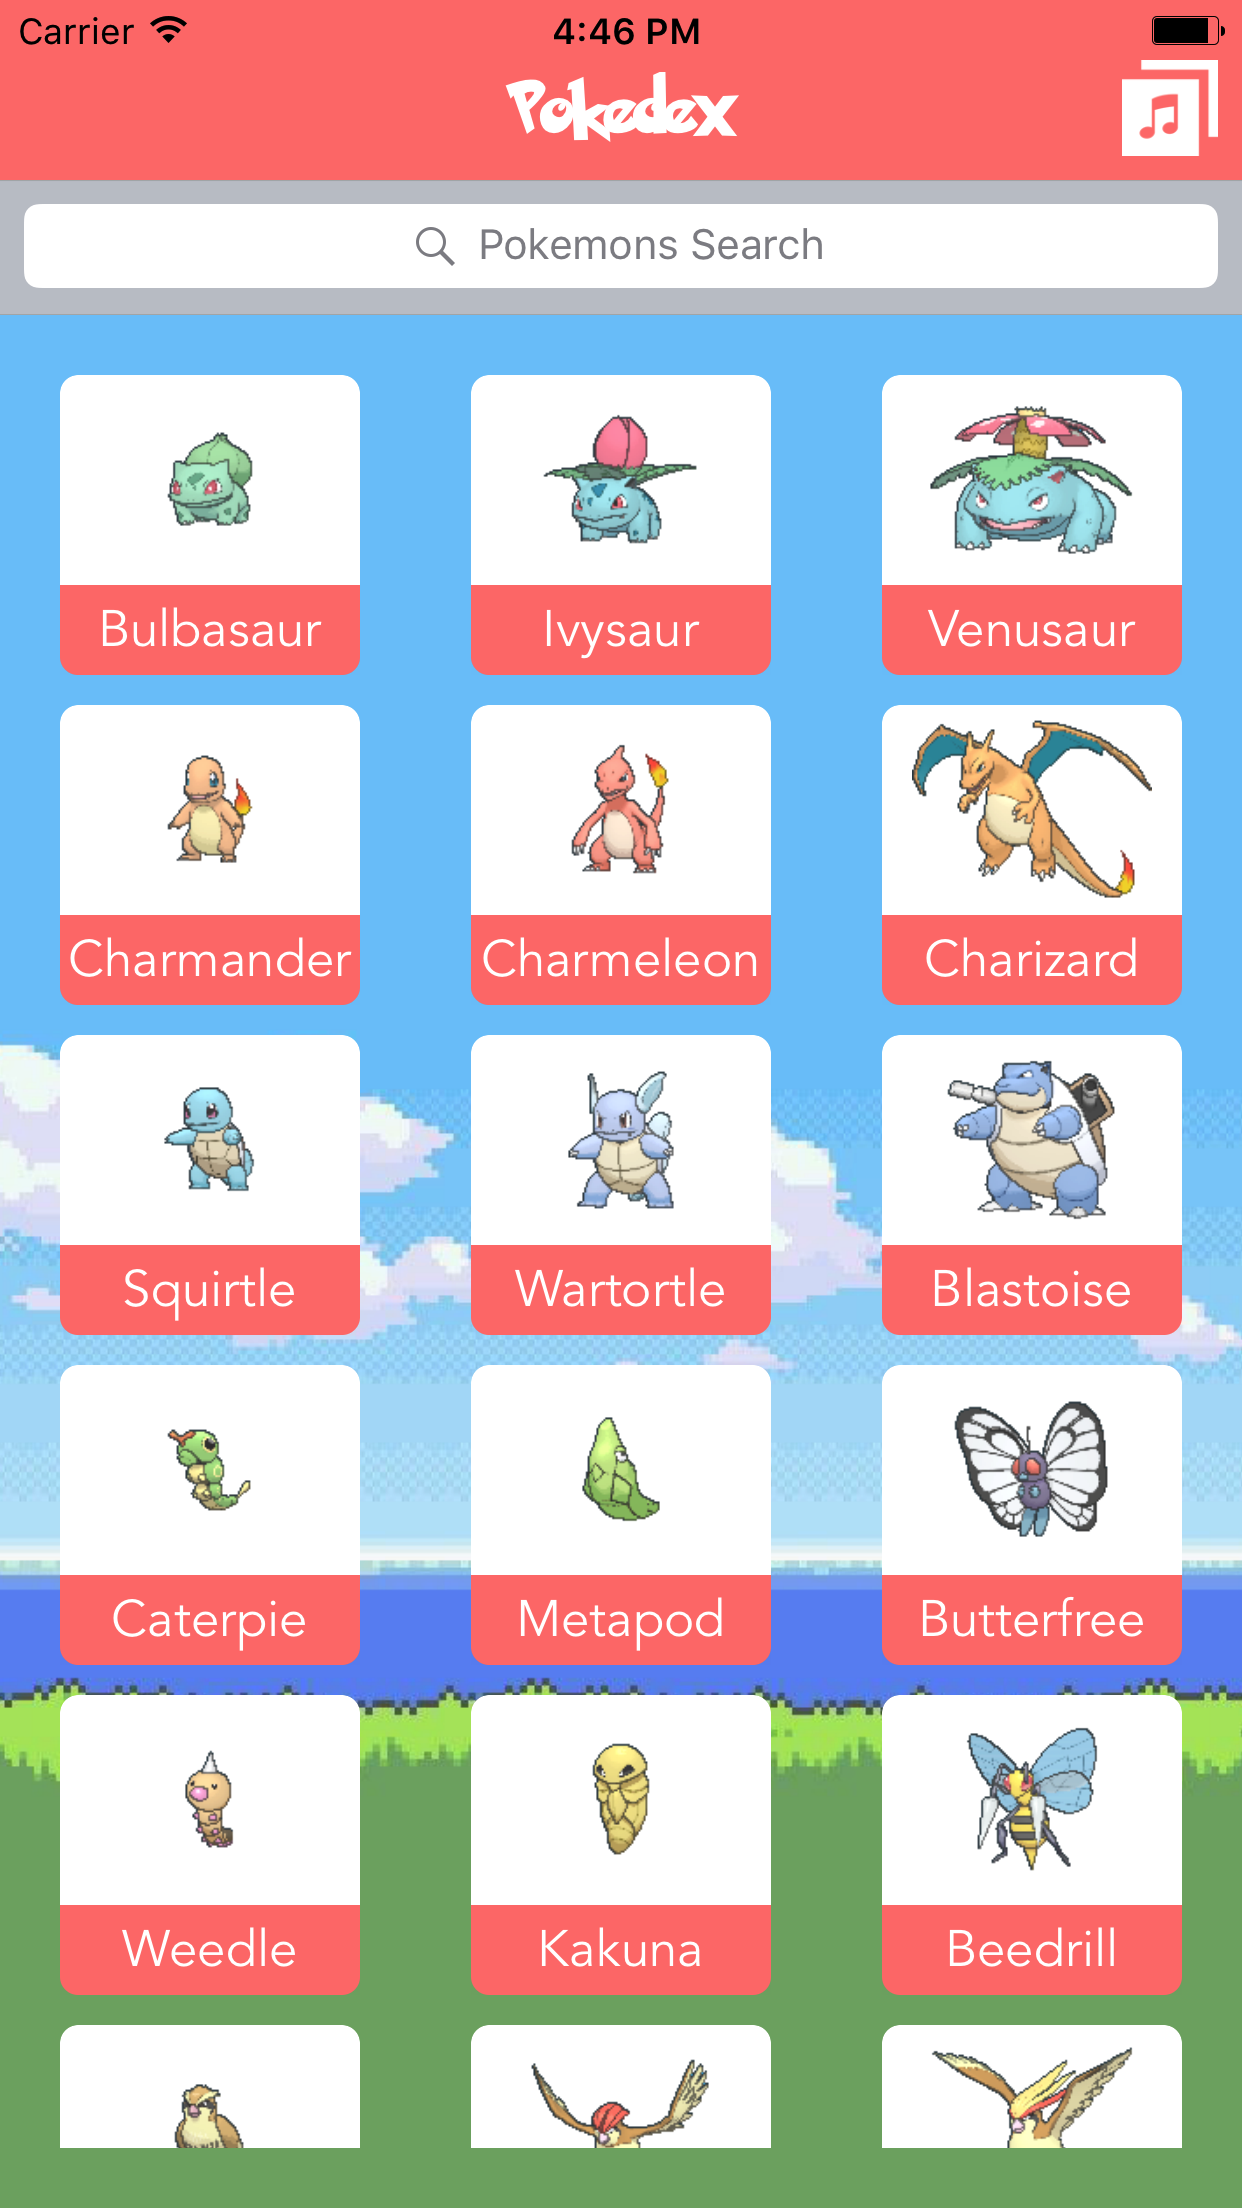 Carrier 4:46 PM
Pokedex
Pokemons Search
Bulbasaur Ivysaur Venusaur
Charmander Charmeleon Charizard
Squirtle Wartortle Blastoise
Caterpie Metapod Butterfree
Weedle Kakuna Beedrill